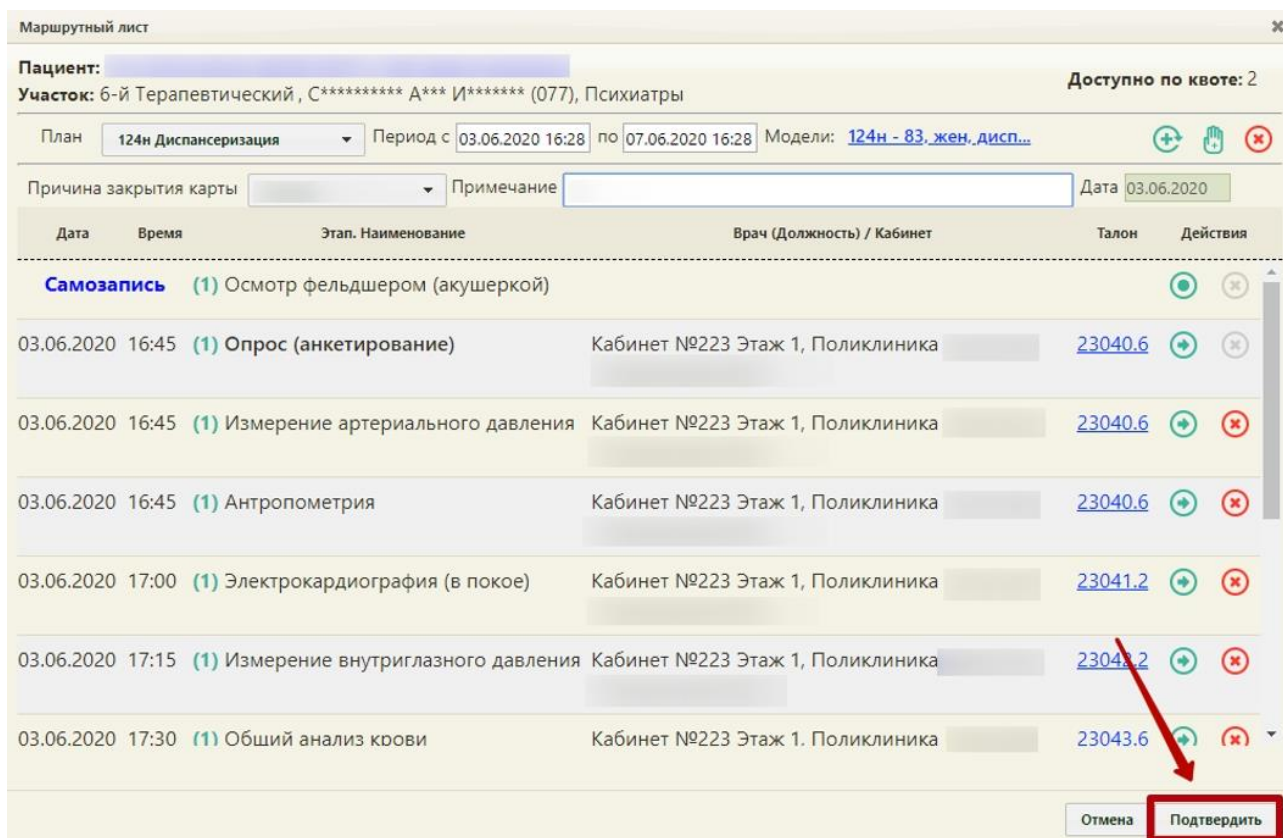 Маршрутный лист
Пациент:
Участок: 6-й Терапевтический , С********** А*** И******* (077), Психиатры
Доступно по квоте: 2
План 124н Диспансеризация Период с 03.06.2020 16:28 по 07.06.2020 16:28 Модели: 124н - 83, жен, дисп...
Причина закрытия карты Примечание Дата 03.06.2020
Дата Время Этап. Наименование Врач (Должность) / Кабинет Талон Действия
Самозапись (1) Осмотр фельдшером (акушеркой)
03.06.2020 16:45 (1) Опрос (анкетирование) Кабинет №223 Этаж 1, Поликлиника 23040.6
03.06.2020 16:45 (1) Измерение артериального давления Кабинет №223 Этаж 1, Поликлиника 23040.6
03.06.2020 16:45 (1) Антропометрия Кабинет №223 Этаж 1, Поликлиника 23040.6
03.06.2020 17:00 (1) Электрокардиография (в покое) Кабинет №223 Этаж 1, Поликлиника 23041.2
03.06.2020 17:15 (1) Измерение внутриглазного давления Кабинет №223 Этаж 1, Поликлиника 23042.2
03.06.2020 17:30 (1) Общий анализ крови Кабинет №223 Этаж 1, Поликлиника 23043.6
Отмена Подтвердить